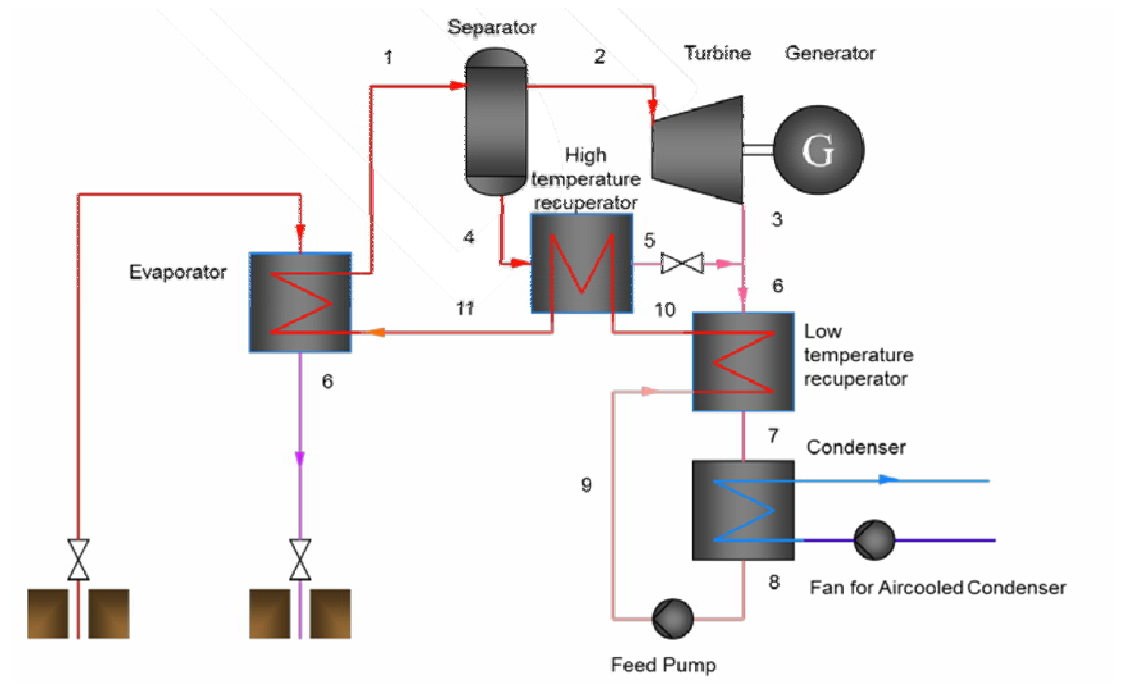 Separator
1
2
Turbine
Generator
G
High
temperature
recuperator
3
4
5
Evaporator
6
11
10
Low
temperature
recuperator
6
7
Condenser
9
8
Fan for Aircooled Condenser
Feed Pump